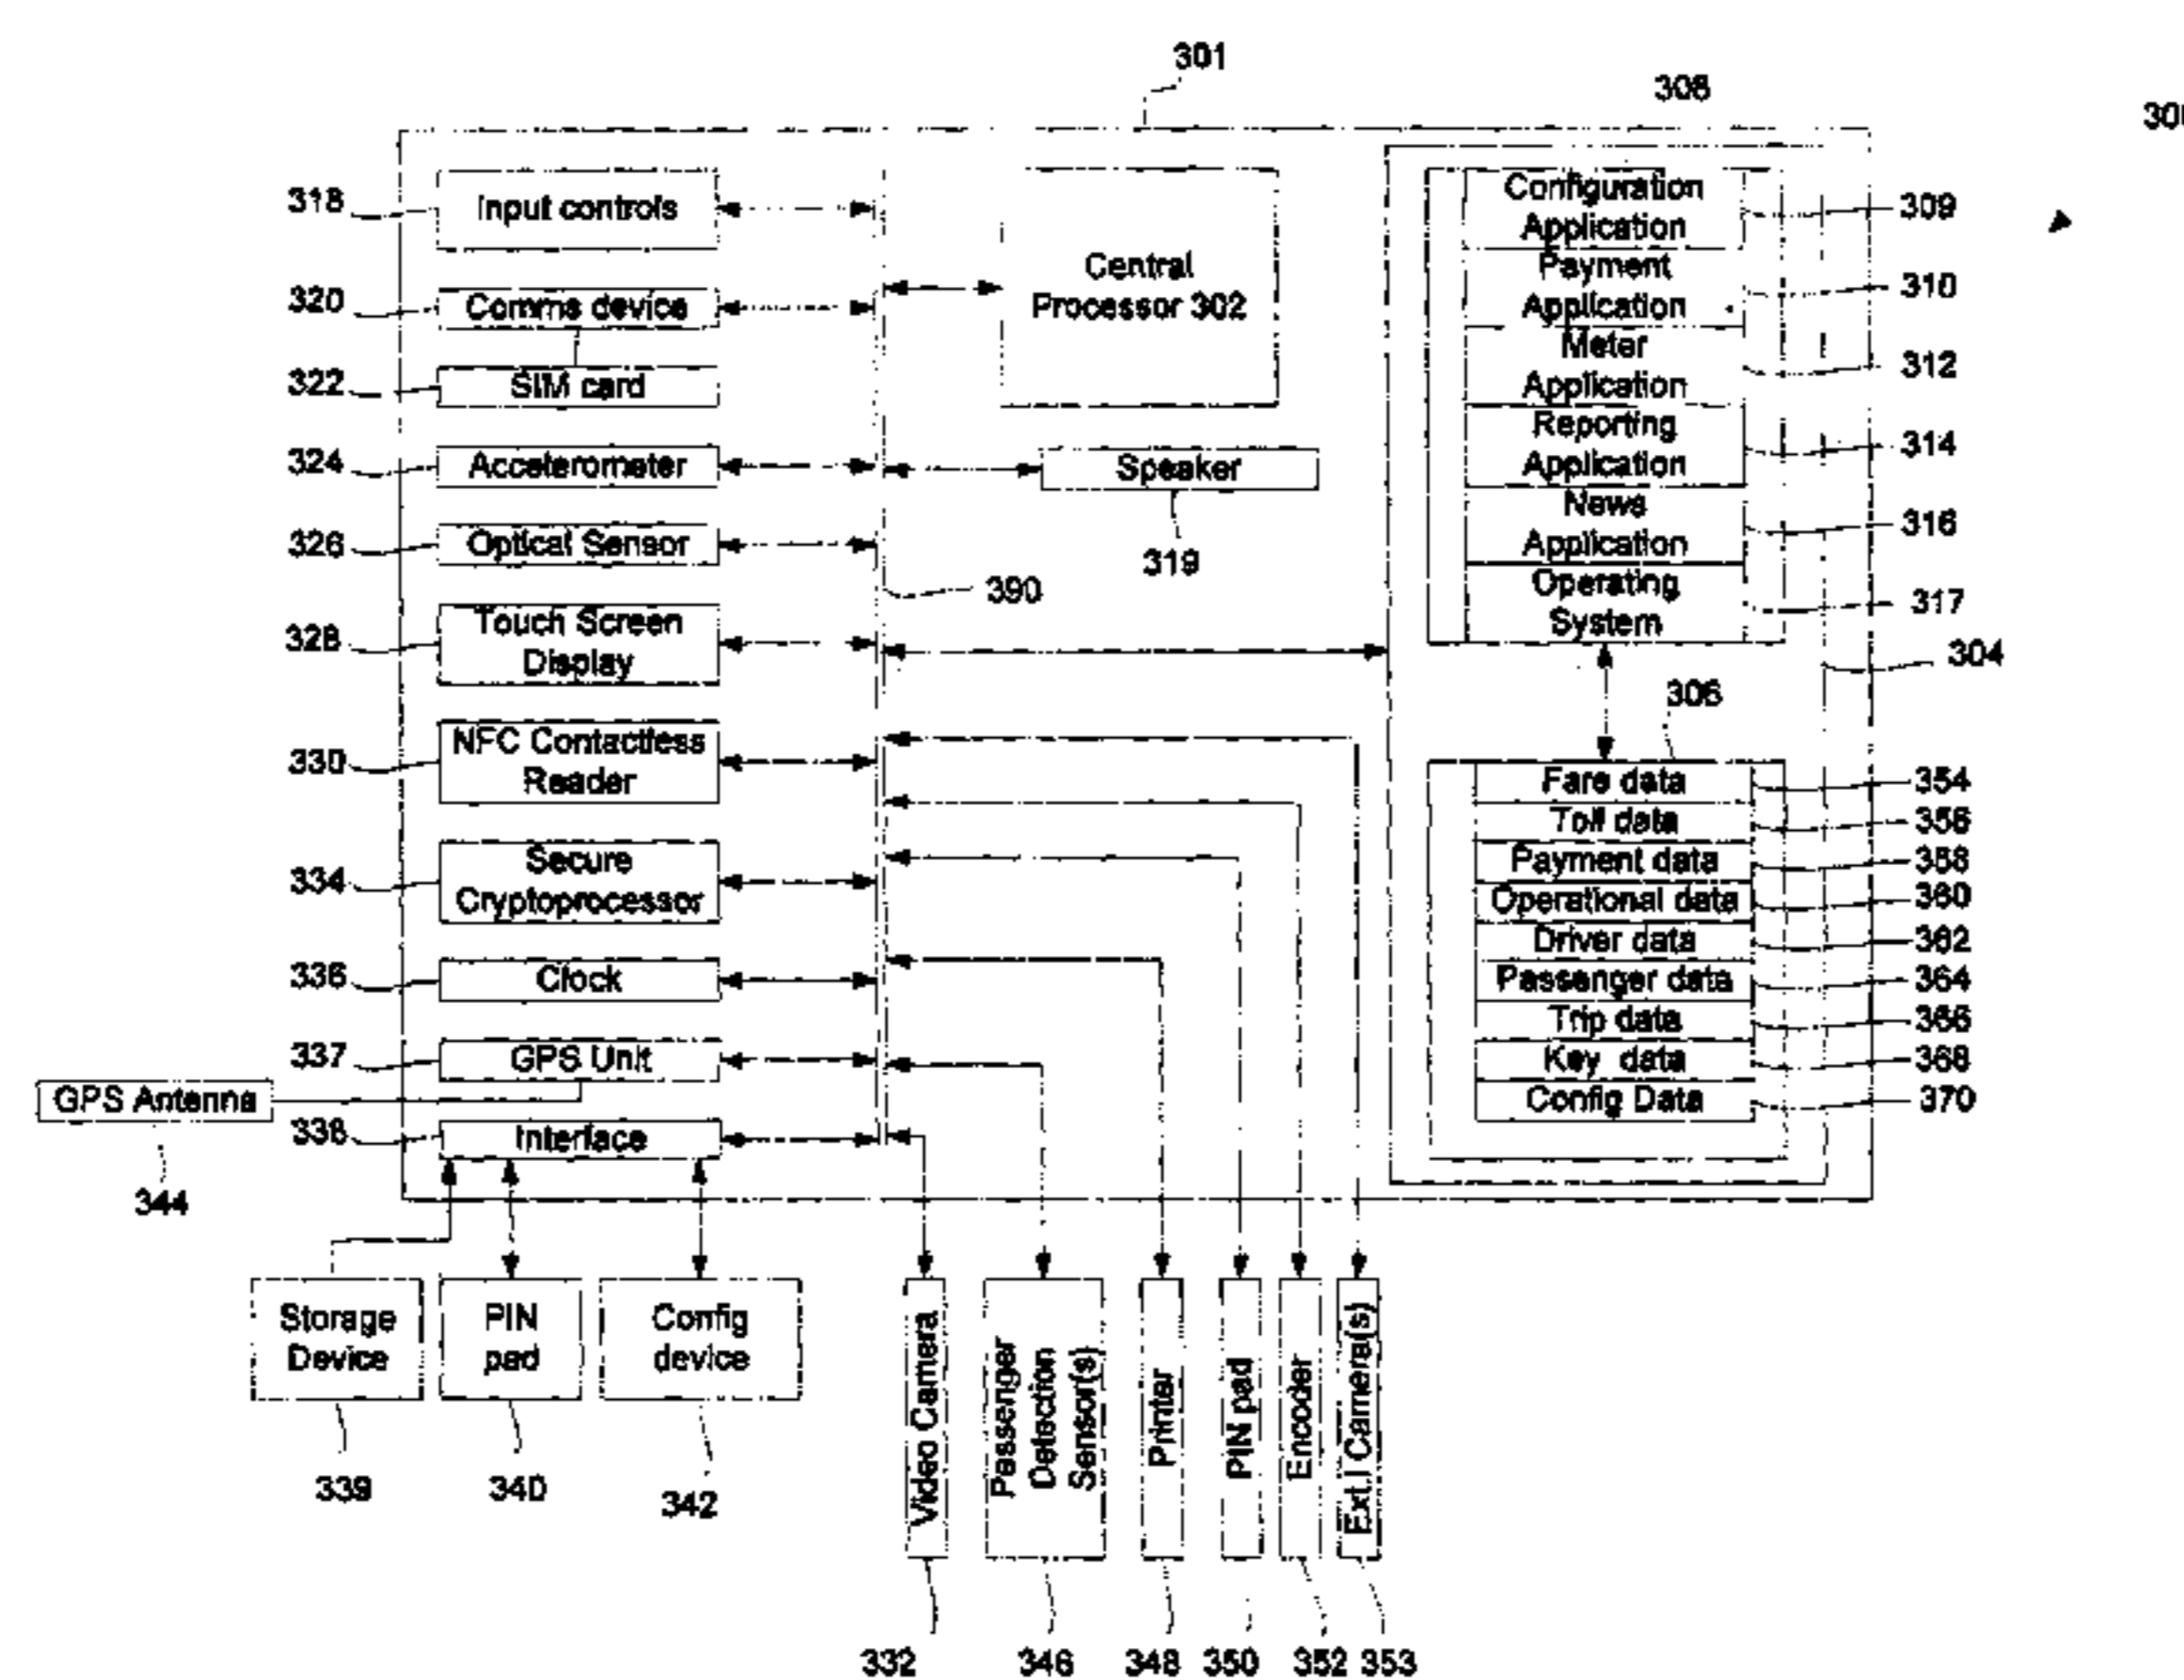 301
308
318
Input controls
320
Comms device
322
SIM card
324
Accelerometer
326
Optical Sensor
328
Touch Screen
Display
330
NFC Contactless
Reader
334
Secure
Cryptoprocessor
336
Clock
337
GPS Unit
GPS Antenna
344
338
Interface
Central
Processor 302
Speaker
319
390
Configuration
Application
309
Payment
Application
310
Meter
Application
312
Reporting
Application
314
News
Application
316
Operating
System
317
304
306
Fare data
354
Toll data
356
Payment data
358
Operational data
360
Driver data
362
Passenger data
364
Trip data
366
Key data
368
Config Data
370
Storage
Device
339
PIN
pad
340
Config
device
342
Video Camera
332
Passenger
Detection
Sensor(s)
346
Printer
348
PIN pad
350
Encoder
352
Ext.l Camera(s)
353